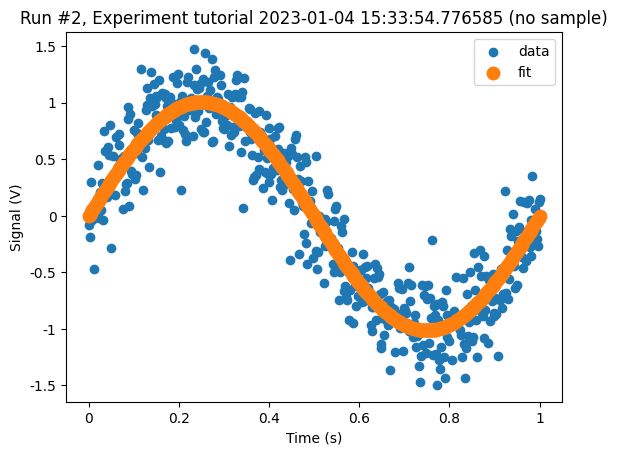 Run #2, Experiment tutorial 2023-01-04 15:33:54.776585 (no sample)
data
fit
1.5
1
0.5
0
-0.5
-1
-1.5
Signal (V)
0
0.2
0.4
0.6
0.8
1
Time (s)